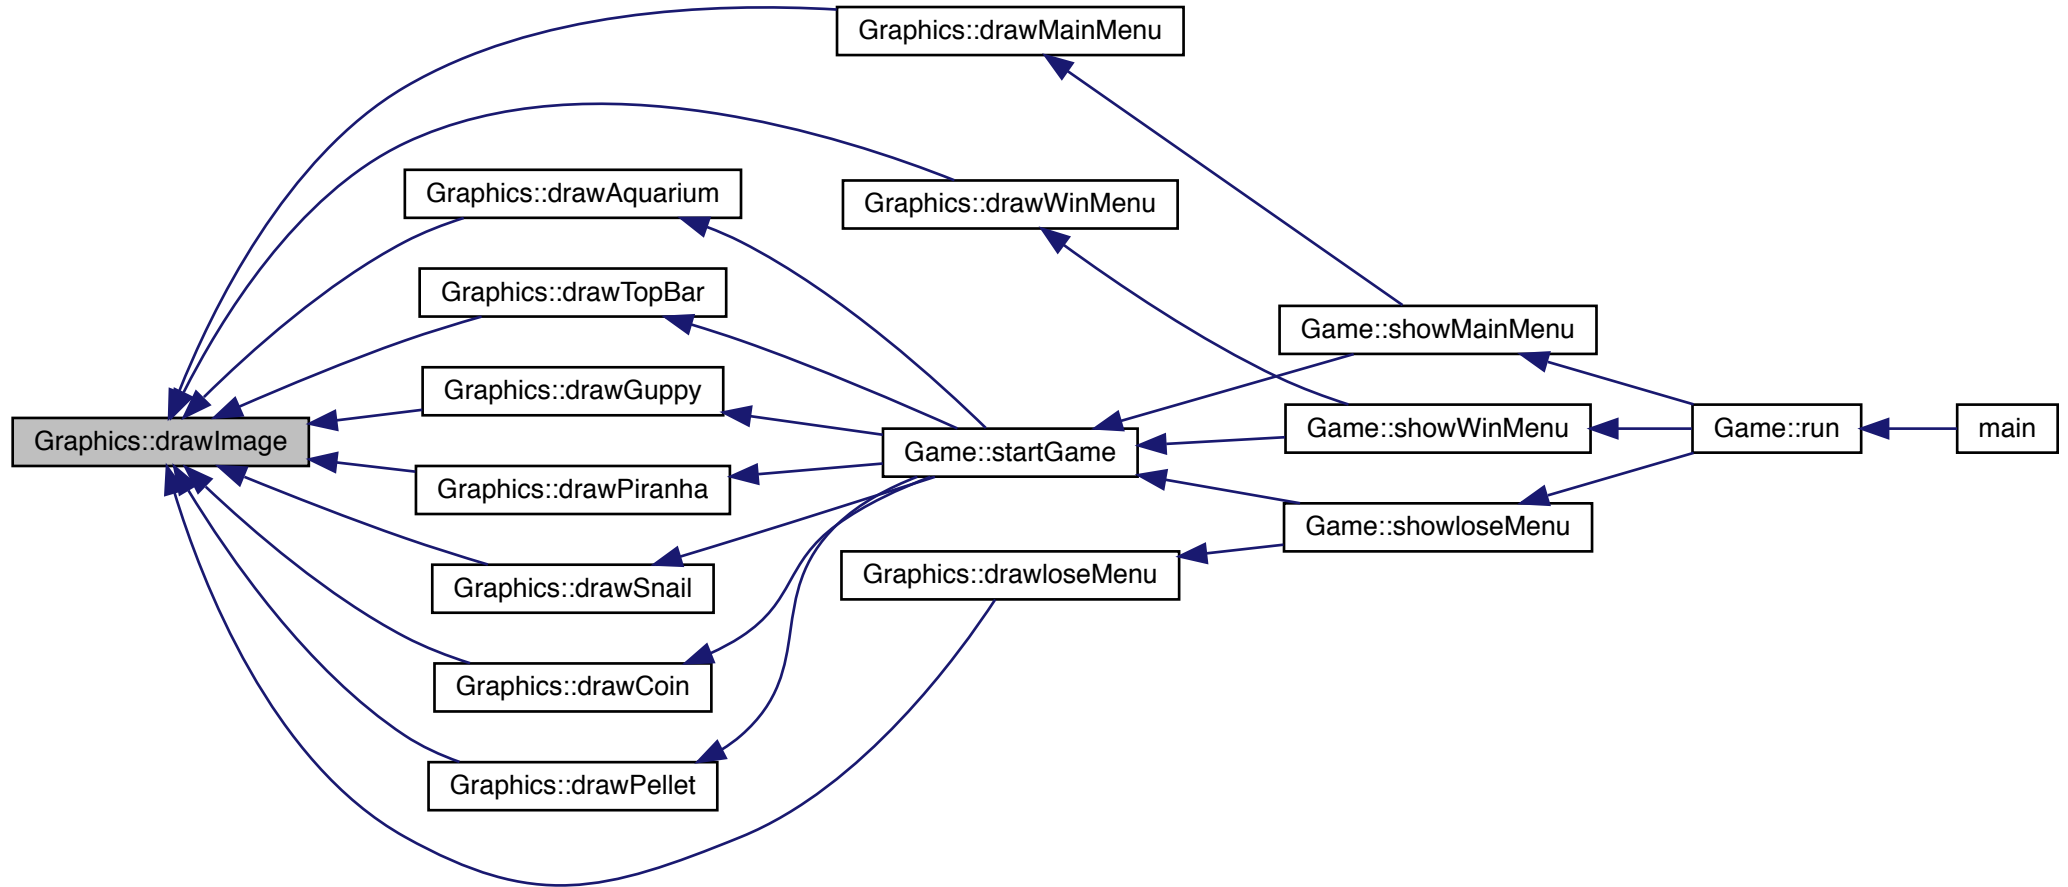 Graphics::drawMainMenu
Graphics::drawAquarium
Graphics::drawWinMenu
Graphics::drawTopBar
Game::showMainMenu
Graphics::drawGuppy
Graphics::drawImage
Game::startGame
Game::showWinMenu
Game::run
main
Graphics::drawPiranha
Game::showloseMenu
Graphics::drawSnail
Graphics::drawloseMenu
Graphics::drawCoin
Graphics::drawPellet